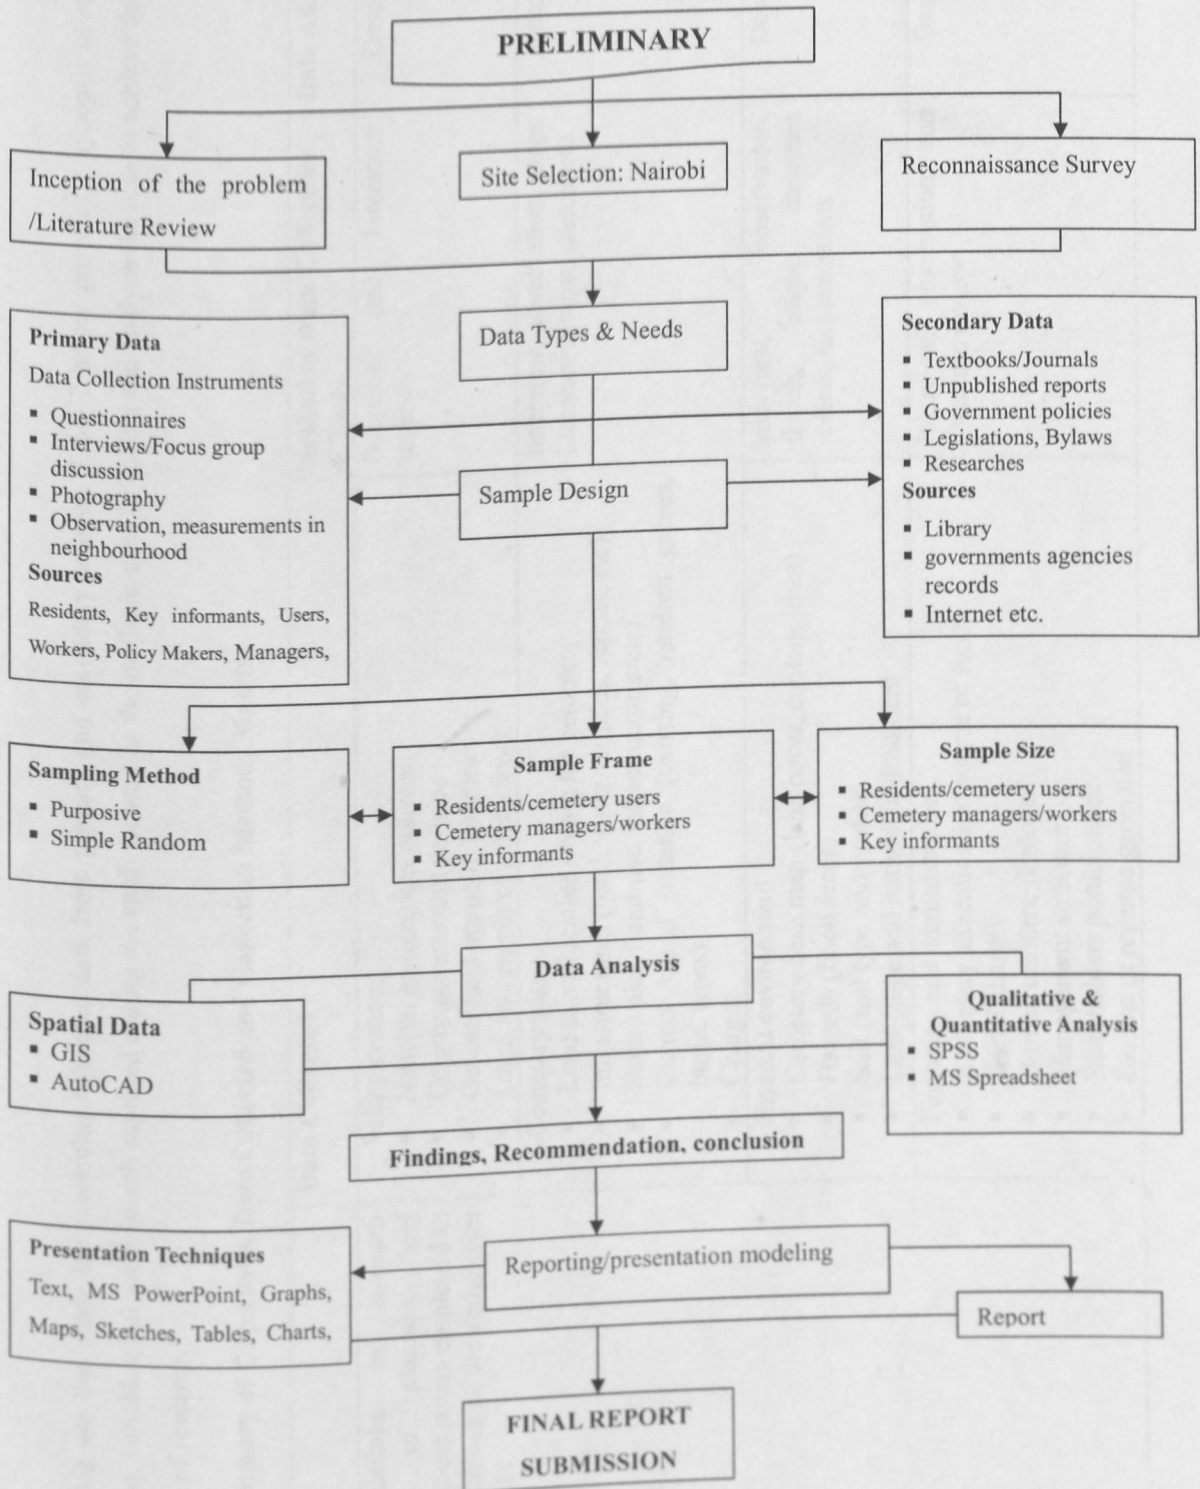 PRELIMINARY
Inception of the problem
/Literature Review
Site Selection: Nairobi
Reconnaissance Survey
Data Types & Needs
Primary Data
Data Collection Instruments
▪ Questionnaires
▪ Interviews/Focus group
discussion
▪ Photography
▪ Observation, measurements in
neighbourhood
Sources
Residents, Key informants, Users,
Workers, Policy Makers, Managers,
Secondary Data
▪ Textbooks/Journals
▪ Unpublished reports
▪ Government policies
▪ Legislations, Bylaws
▪ Researches
Sources
▪ Library
▪ governments agencies
records
▪ Internet etc.
Sample Design
Sampling Method
▪ Purposive
▪ Simple Random
Sample Frame
▪ Residents/cemetery users
▪ Cemetery managers/workers
▪ Key informants
Sample Size
▪ Residents/cemetery users
▪ Cemetery managers/workers
▪ Key informants
Data Analysis
Spatial Data
▪ GIS
▪ AutoCAD
Qualitative &
Quantitative Analysis
▪ SPSS
▪ MS Spreadsheet
Findings, Recommendation, conclusion
Presentation Techniques
Text, MS PowerPoint, Graphs,
Maps, Sketches, Tables, Charts,
Reporting/presentation modeling
Report
FINAL REPORT
SUBMISSION